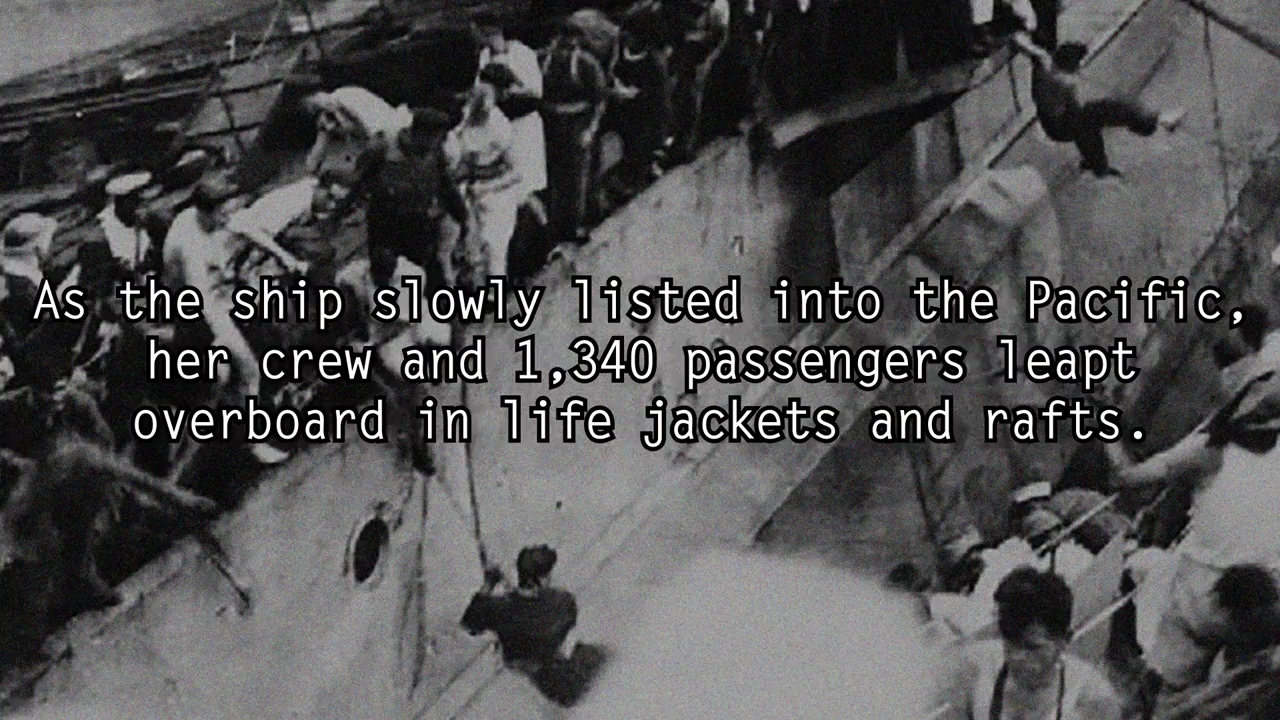 As the ship slowly listed into the Pacific,
her crew and 1,340 passengers leapt
overboard in life jackets and rafts.